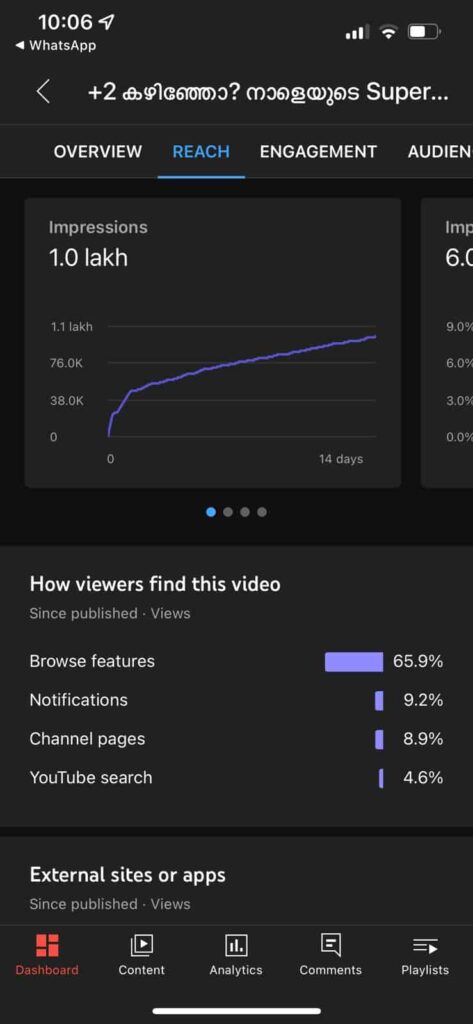 10:06
◀ WhatsApp
+2 കഴിഞ്ഞോ? നാളെയുടെ Super...
OVERVIEW REACH ENGAGEMENT AUDIEN
Impressions
1.0 lakh
1.1 lakh
76.0K
38.0K
0
0 14 days
Imp
6.0
9.0%
6.0%
3.0%
0.0%
How viewers find this video
Since published · Views
Browse features 65.9%
Notifications 9.2%
Channel pages 8.9%
YouTube search 4.6%
External sites or apps
Since published · Views
Dashboard Content Analytics Comments Playlists